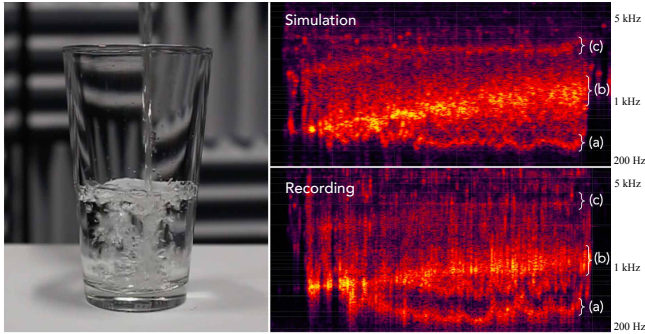 Simulation
5 kHz
(c)
(b)
1 kHz
(a)
200 Hz
Recording
5 kHz
(c)
(b)
1 kHz
(a)
200 Hz